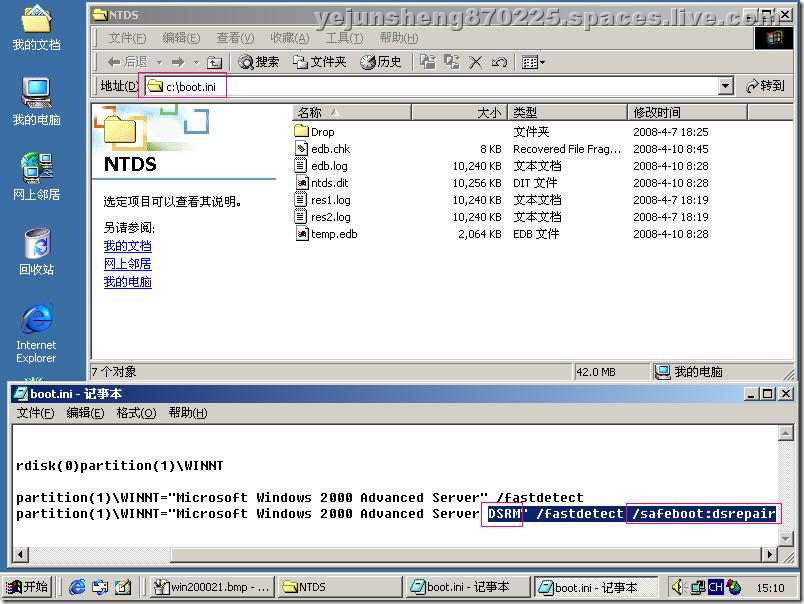 yejunsheng870225.spaces.live.com
我的文档
我的电脑
网上邻居
回收站
Internet
Explorer
NTDS
文件(F) 编辑(E) 查看(V) 收藏(A) 工具(T) 帮助(H)
后退 搜索 文件夹 历史
地址(D) c:\boot.ini 转到
NTDS
选定项目可以查看其说明。
另请参阅:
我的文档
网上邻居
我的电脑
名称 大小 类型 修改时间
Drop 文件夹 2008-4-7 18:25
edb.chk 8 KB Recovered File Frag... 2008-4-10 8:45
edb.log 10,240 KB 文本文档 2008-4-10 8:28
ntds.dit 10,256 KB DIT 文件 2008-4-10 8:28
res1.log 10,240 KB 文本文档 2008-4-7 18:19
res2.log 10,240 KB 文本文档 2008-4-7 18:19
temp.edb 2,064 KB EDB 文件 2008-4-10 8:28
7 个对象 42.0 MB 我的电脑
boot.ini - 记事本
文件(F) 编辑(E) 格式(O) 帮助(H)
rdisk(0)partition(1)\WINNT
partition(1)\WINNT="Microsoft Windows 2000 Advanced Server" /fastdetect
partition(1)\WINNT="Microsoft Windows 2000 Advanced Server DSRM" /fastdetect /safeboot:dsrepair
开始 win200021.bmp - ... NTDS boot.ini - 记事本 boot.ini - 记事本 CH 15:10